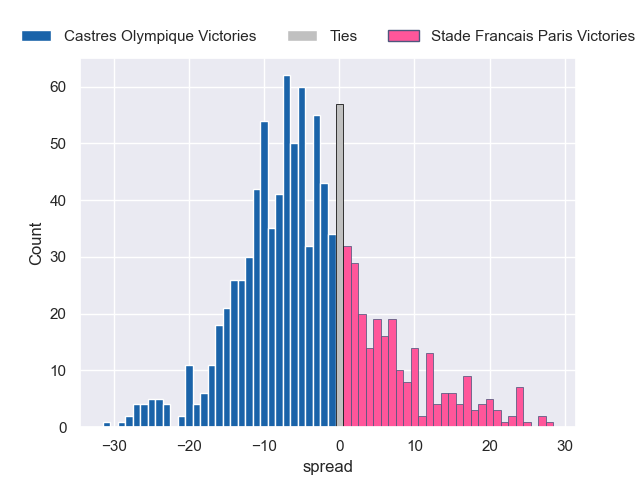 Castres Olympique Victories Ties Stade Francais Paris Victories
60
50
40
30
20
10
0
Count
−30 −20 −10 0 10 20 30
spread